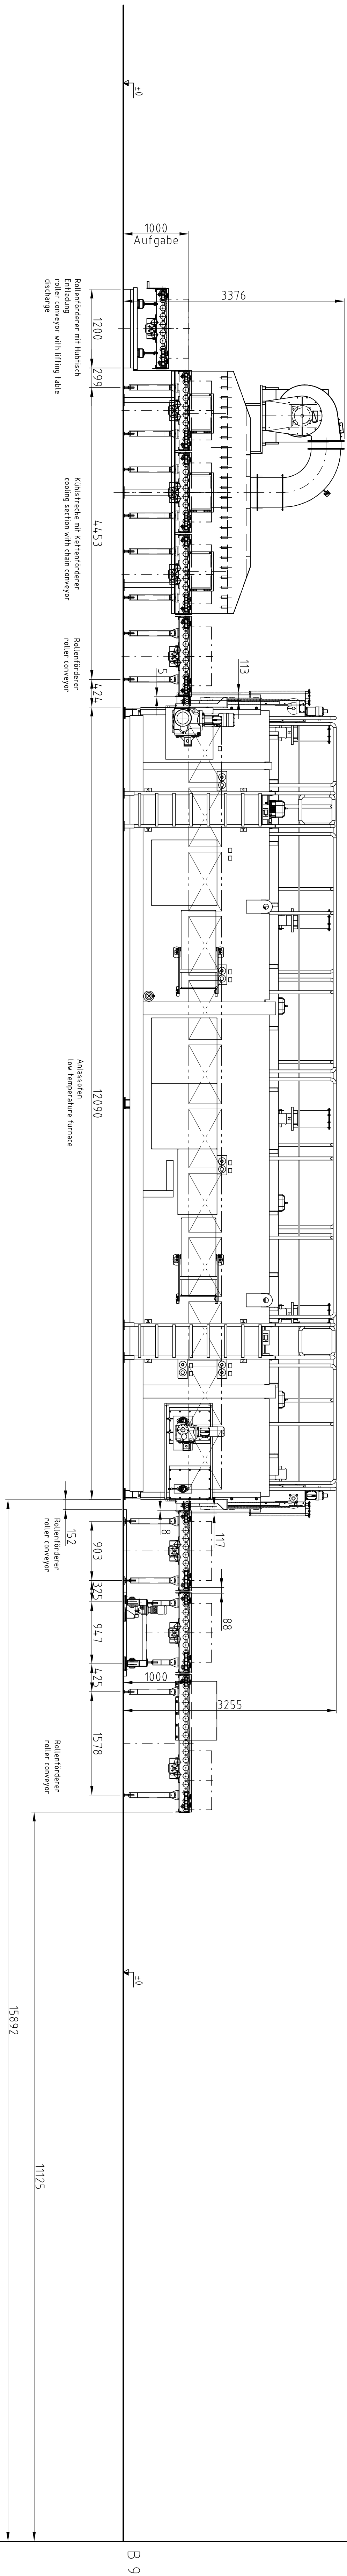 ±0
1000
Aufgabe
3376
1200
299
4453
424
12090
Rollenförderer mit Hubtisch
Entladung
roller conveyor with lifting table
discharge
Kühlstrecke mit Kettenförderer
cooling section with chain conveyor
Rollenförderer
roller conveyor
5
113
Anlassofen
low temperature furnace
152
8
117
88
903
325
947
425
1578
1000
3255
Rollenförderer
roller conveyor
Rollenförderer
roller conveyor
±0
15892
11125
B 9